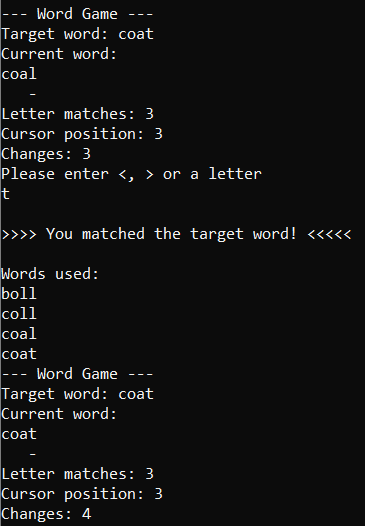 --- Word Game ---
Target word: coat
Current word:
coal
   -
Letter matches: 3
Cursor position: 3
Changes: 3
Please enter <, > or a letter
t

>>>> You matched the target word! <<<<<

Words used:
boll
coll
coal
coat
--- Word Game ---
Target word: coat
Current word:
coat
   -
Letter matches: 3
Cursor position: 3
Changes: 4